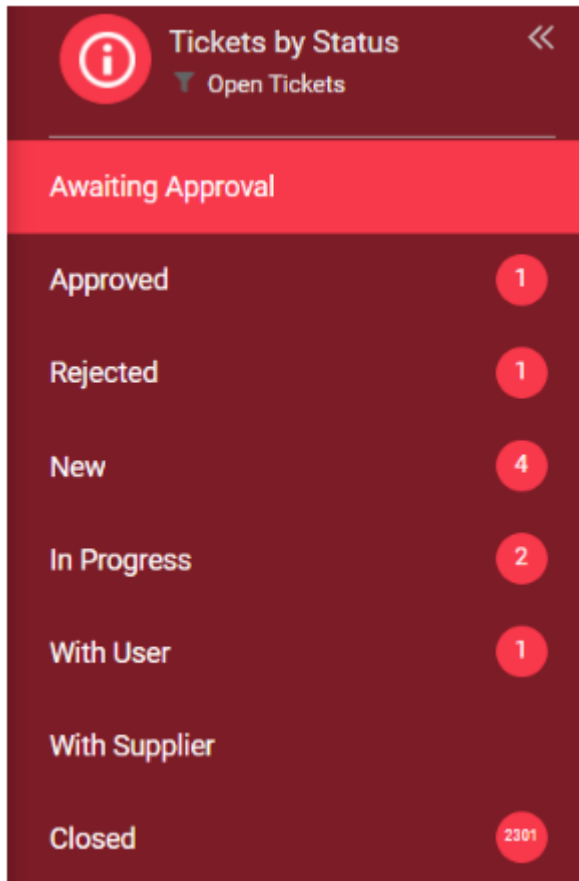 Tickets by Status
Open Tickets
Awaiting Approval
Approved 1
Rejected 1
New 4
In Progress 2
With User 1
With Supplier
Closed 2301